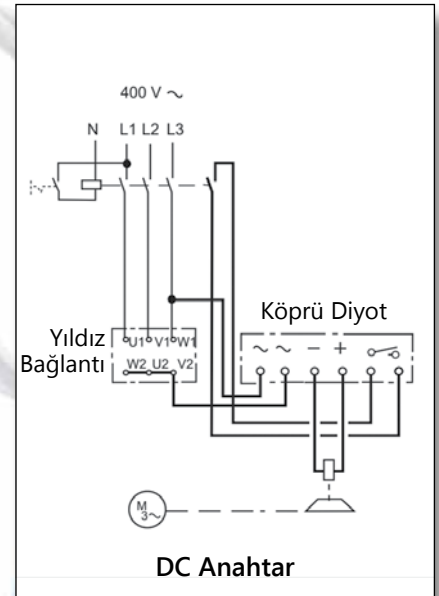 400 V ~
N L1 L2 L3
Köprü Diyot
Yıldız
Bağlantı
U1 V1 W1
W2 U2 V2
~ ~ − +
M
3~
DC Anahtar